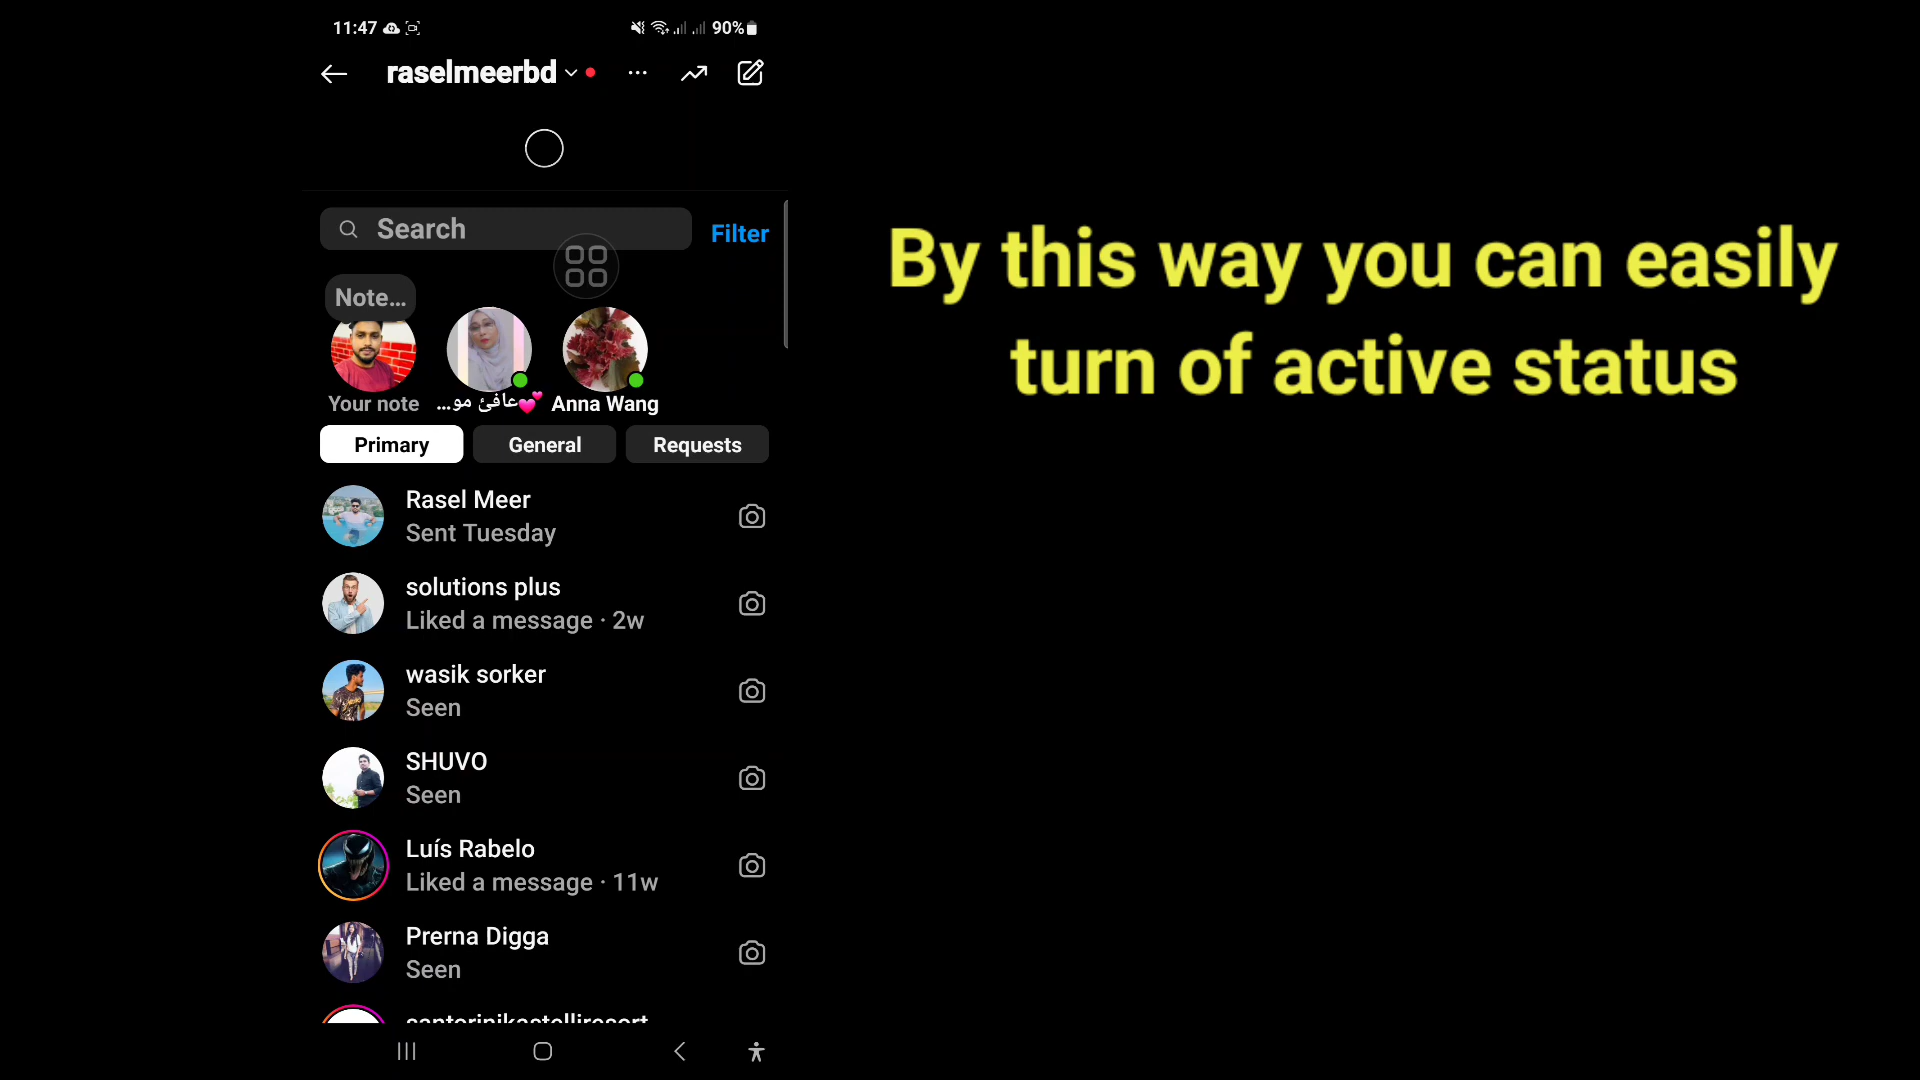 11:47
90%
raselmeerbd
Search
Filter
Note...
Your note
عافئ مو...
Anna Wang
Primary
General
Requests
Rasel Meer
Sent Tuesday
solutions plus
Liked a message · 2w
wasik sorker
Seen
SHUVO
Seen
Luís Rabelo
Liked a message · 11w
Prerna Digga
Seen
By this way you can easily
turn of active status